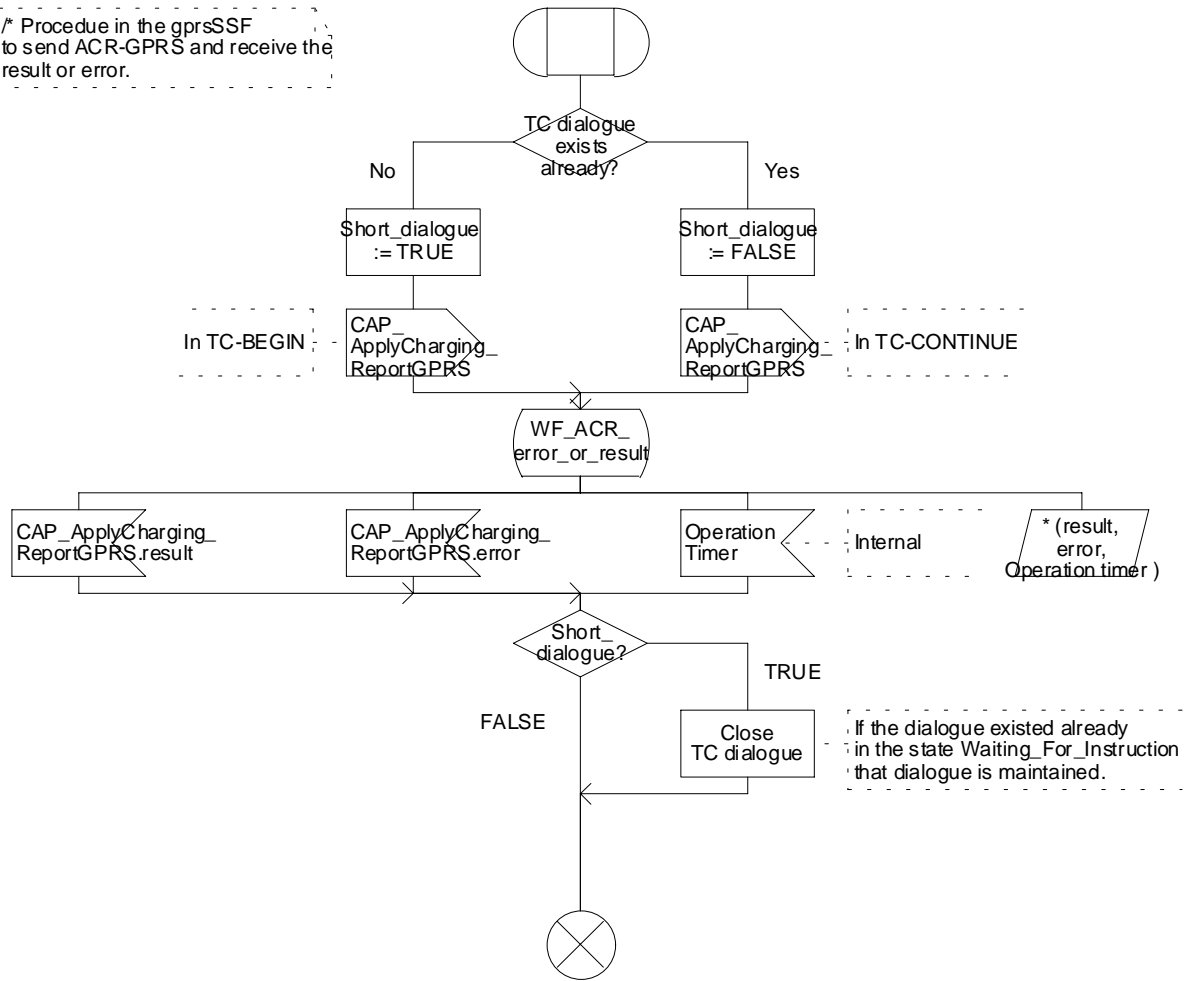 /* Procedue in the gprsSSF
to send ACR-GPRS and receive the
result or error.
TC dialogue
exists
already?
No
Yes
Short_dialogue
:= TRUE
Short_dialogue
:= FALSE
In TC-BEGIN
CAP_
ApplyCharging_
ReportGPRS
CAP_
ApplyCharging_
ReportGPRS
In TC-CONTINUE
WF_ACR_
error_or_result
CAP_ApplyCharging_
ReportGPRS.result
CAP_ApplyCharging_
ReportGPRS.error
Operation
Timer
Internal
* (result,
error,
Operation timer )
Short_
dialogue?
TRUE
FALSE
Close
TC dialogue
If the dialogue existed already
in the state Waiting_For_Instruction
that dialogue is maintained.